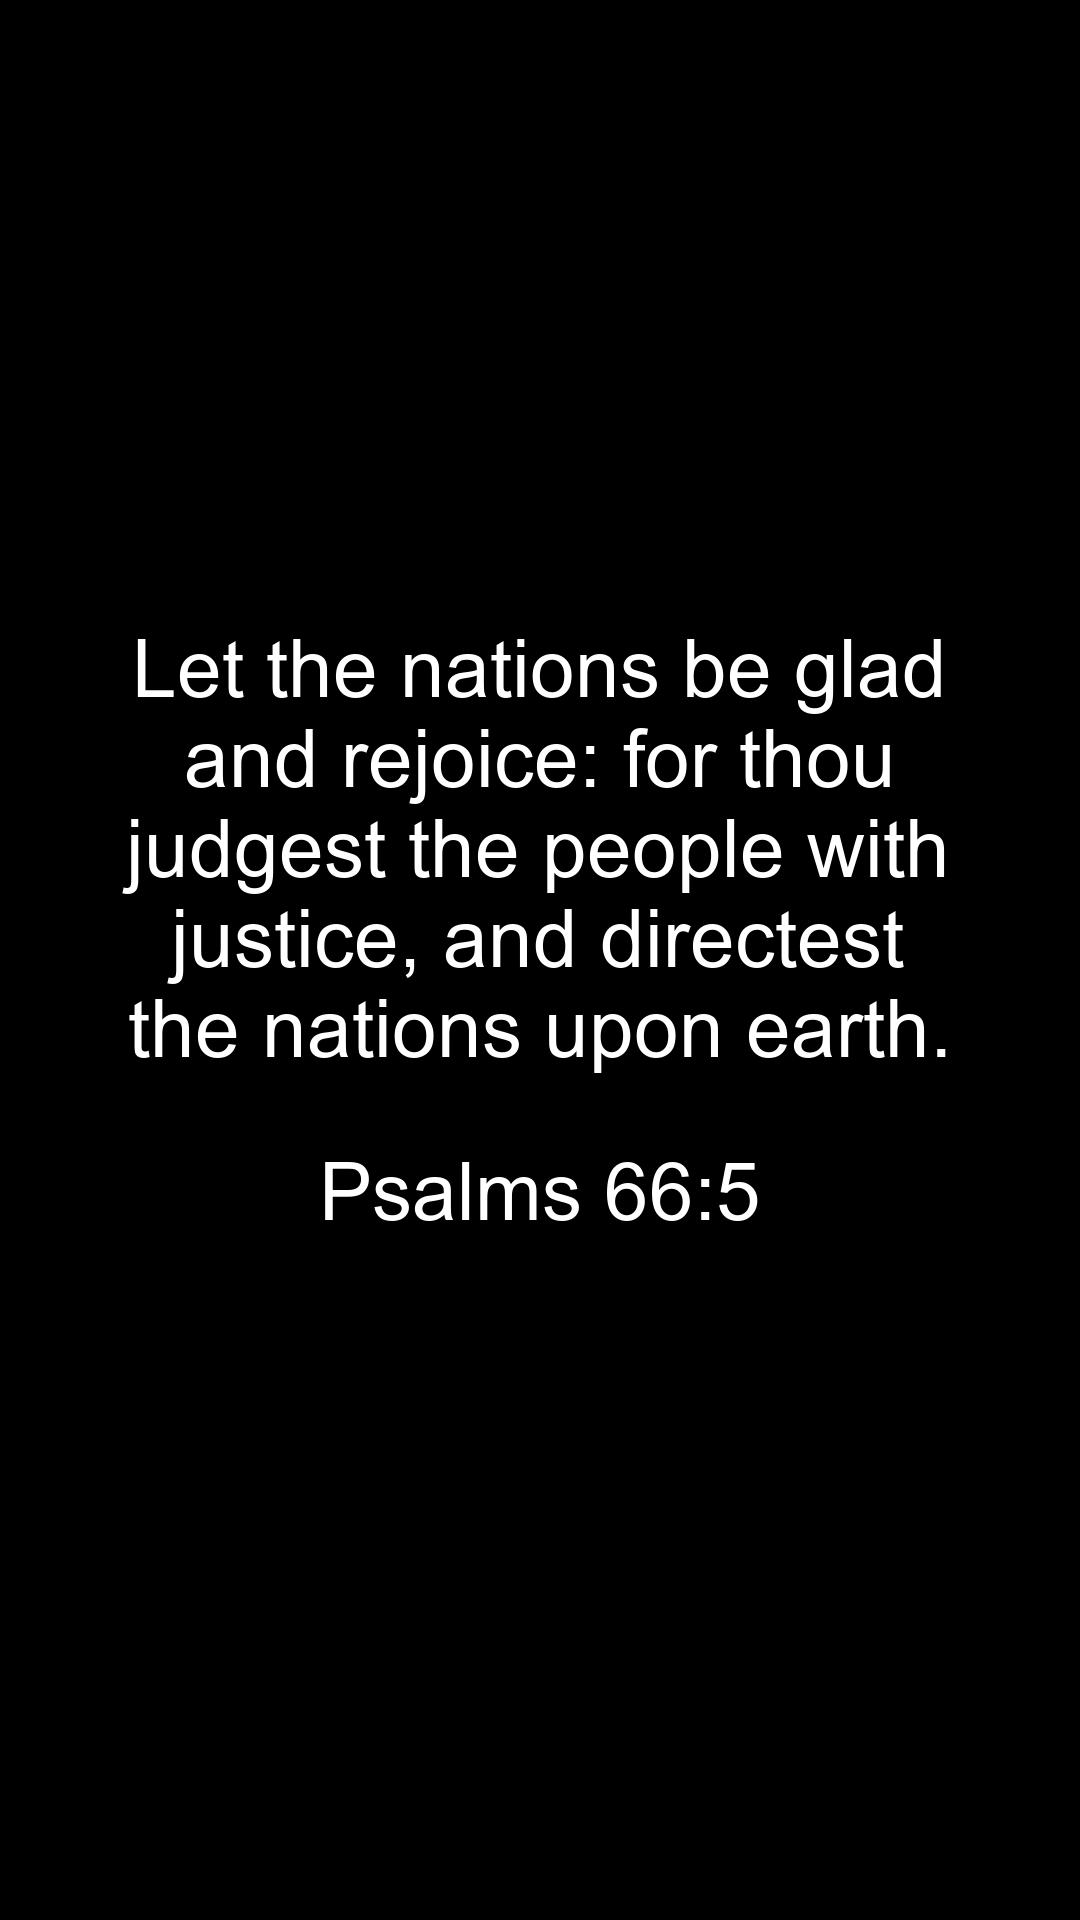 Let the nations be glad
and rejoice: for thou
judgest the people with
justice, and directest
the nations upon earth.
Psalms 66:5